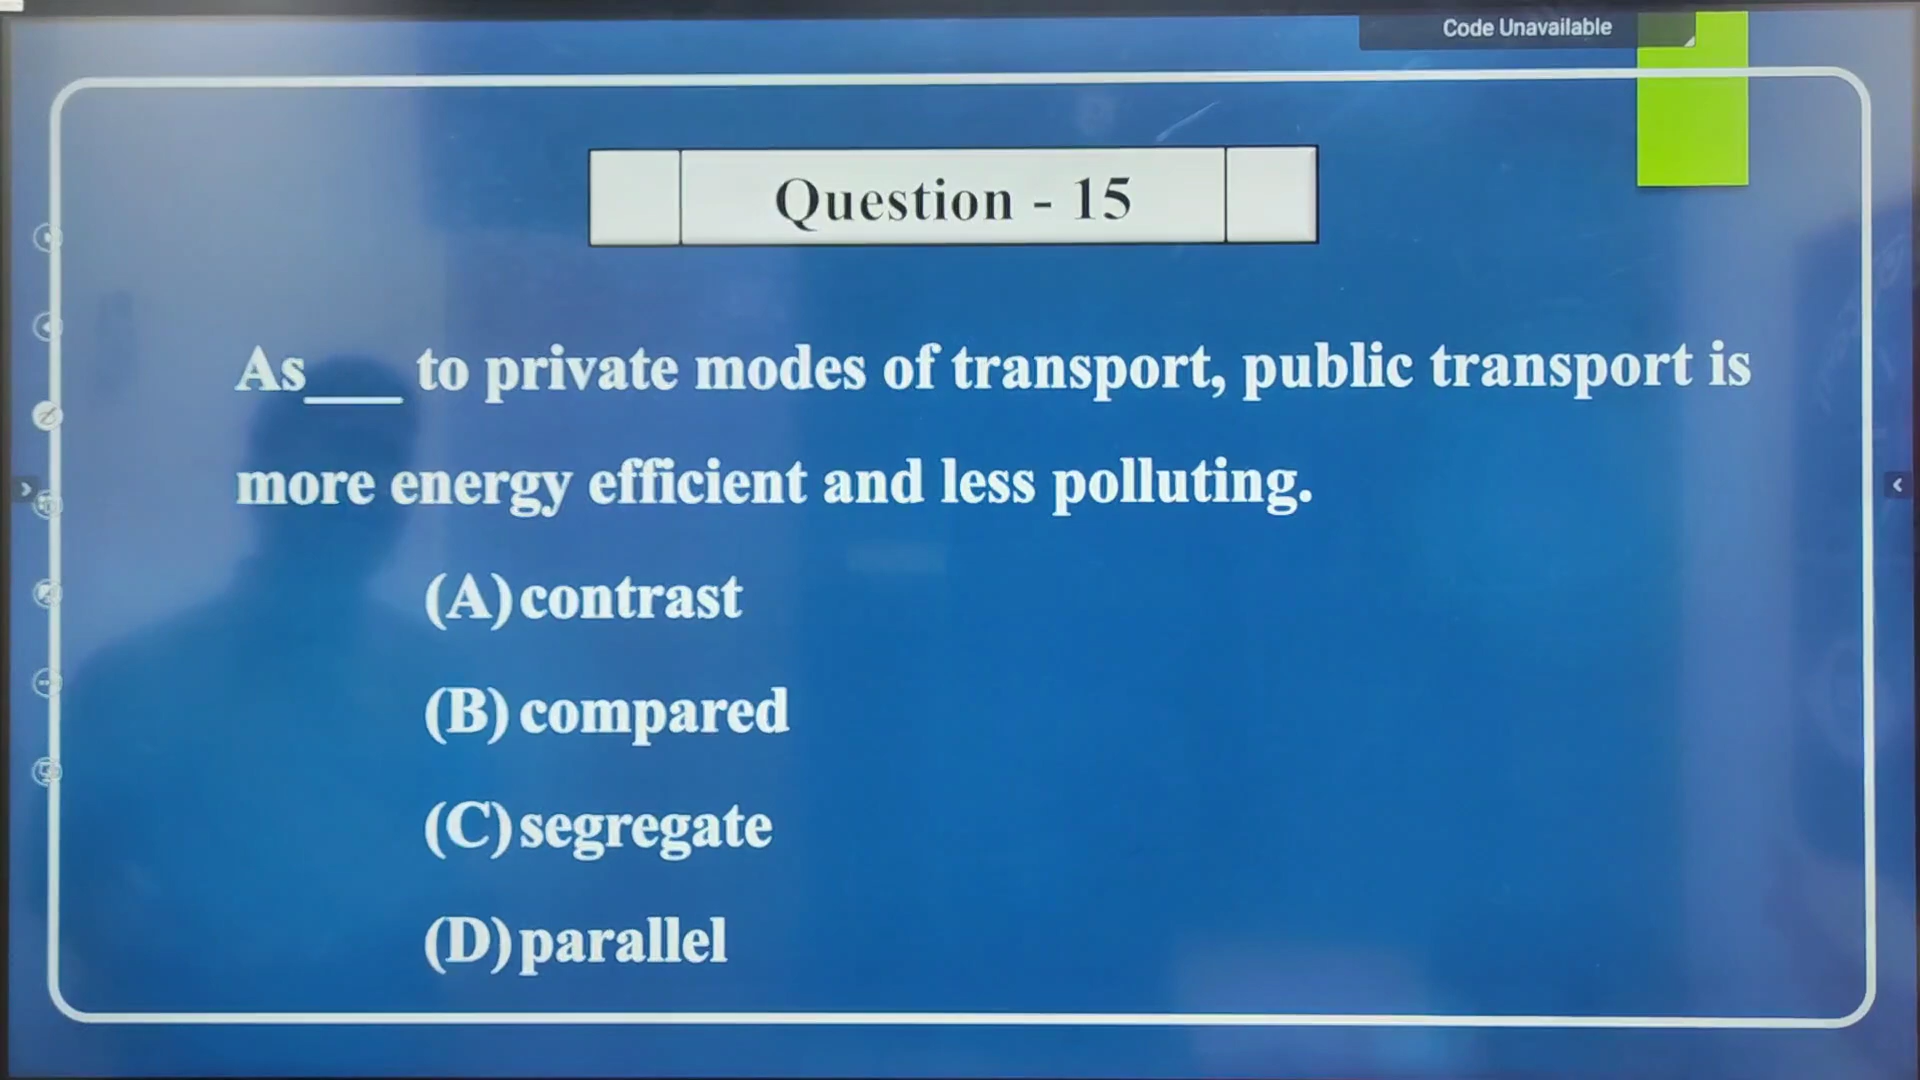 Code Unavailable
Question - 15
As___ to private modes of transport, public transport is
more energy efficient and less polluting.
(A) contrast
(B) compared
(C) segregate
(D) parallel